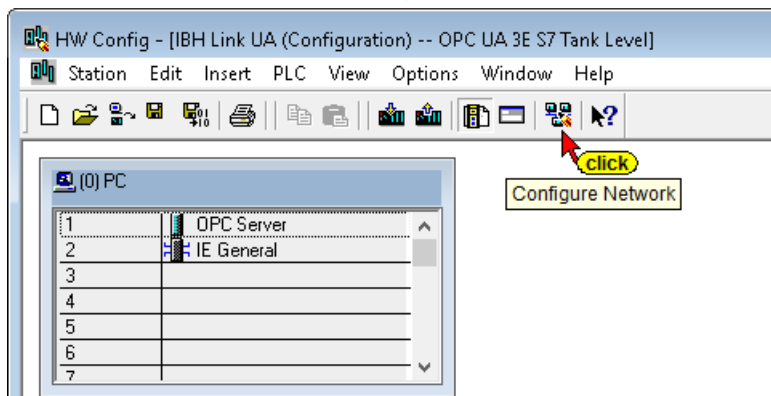 HW Config - [IBH Link UA (Configuration) -- OPC UA 3E S7 Tank Level]
Station Edit Insert PLC View Options Window Help
click
Configure Network
(0) PC
1 OPC Server
2 IE General
3
4
5
6
7